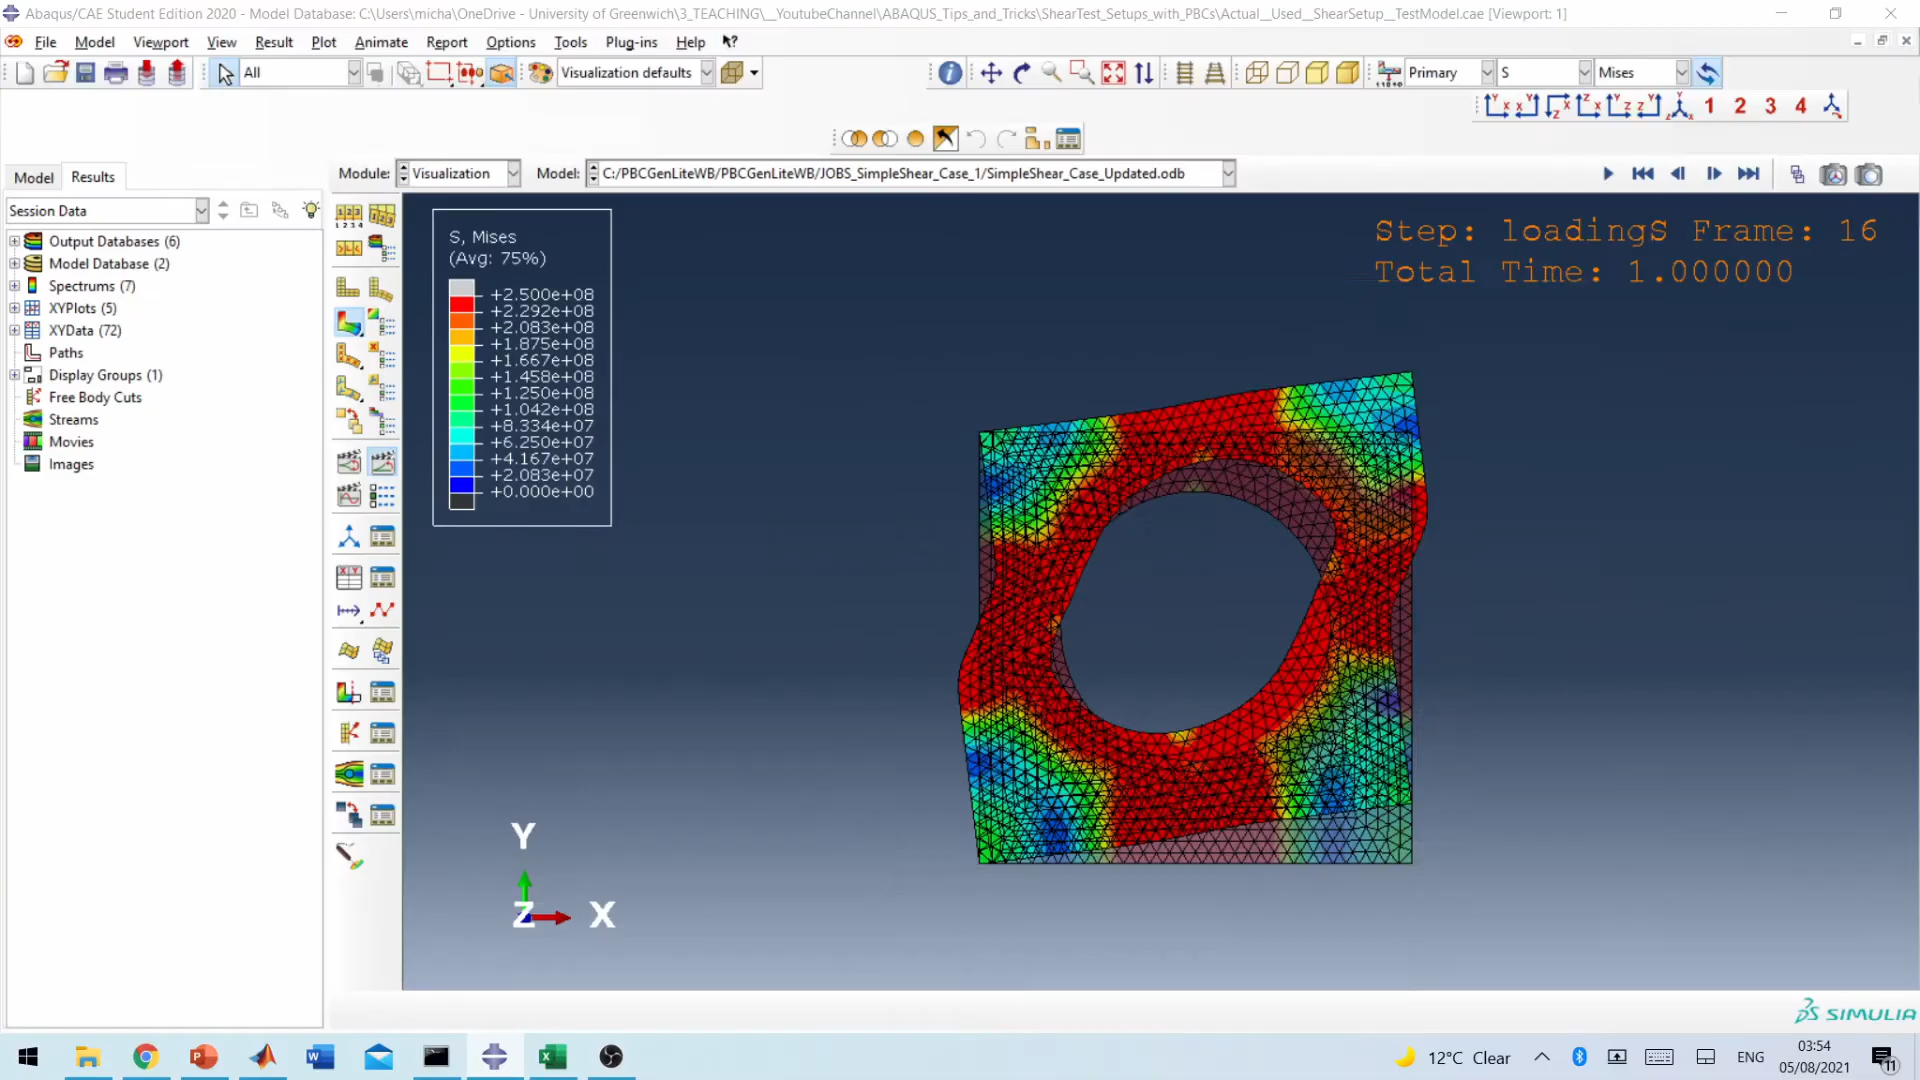 Abaqus/CAE Student Edition 2020 - Model Database: C:\Users\micha\OneDrive - University of Greenwich\3_TEACHING\__YoutubeChannel\ABAQUS_Tips_and_Tricks\ShearTest_Setups_with_PBCs\Actual__Used__ShearSetup__TestModel.cae [Viewport: 1]
File Model Viewport View Result Plot Animate Report Options Tools Plug-ins Help
All Visualization defaults Primary S Mises
1 2 3 4
Model Results
Module: Visualization Model: C:/PBCGenLiteWB/PBCGenLiteWB/JOBS_SimpleShear_Case_1/SimpleShear_Case_Updated.odb
Session Data
Output Databases (6)
Model Database (2)
Spectrums (7)
XYPlots (5)
XYData (72)
Paths
Display Groups (1)
Free Body Cuts
Streams
Movies
Images
S, Mises
(Avg: 75%)
+2.500e+08
+2.292e+08
+2.083e+08
+1.875e+08
+1.667e+08
+1.458e+08
+1.250e+08
+1.042e+08
+8.334e+07
+6.250e+07
+4.167e+07
+2.083e+07
+0.000e+00
Step: loadingS Frame: 16
Total Time: 1.000000
Y
Z X
SIMULIA
12°C Clear
ENG
03:54
05/08/2021
11